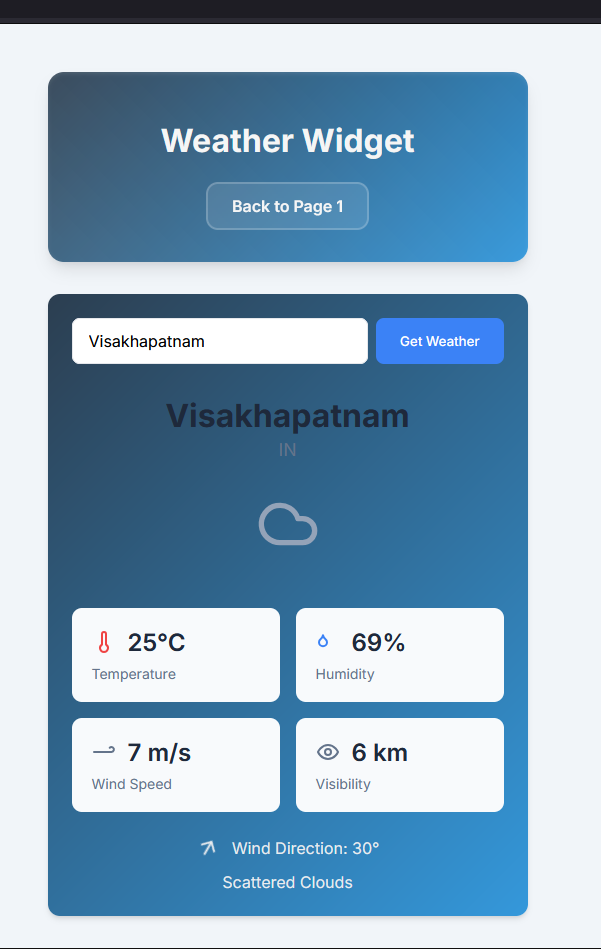 Weather Widget
Back to Page 1
Visakhapatnam
Get Weather
Visakhapatnam
IN
25°C
Temperature
69%
Humidity
7 m/s
Wind Speed
6 km
Visibility
Wind Direction: 30°
Scattered Clouds